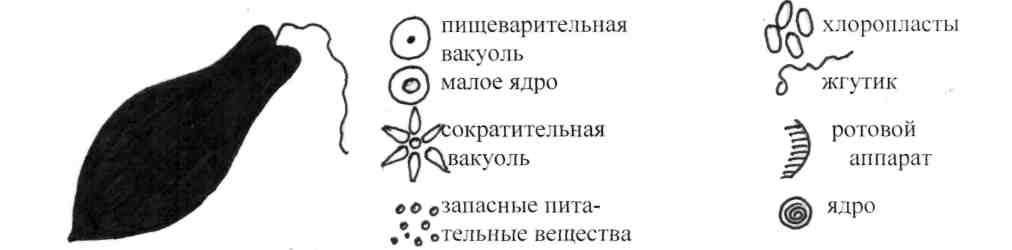 пищеварительная
вакуоль
малое ядро
сократительная
вакуоль
запасные пита-
тельные вещества
хлоропласты
жгутик
ротовой
аппарат
ядро